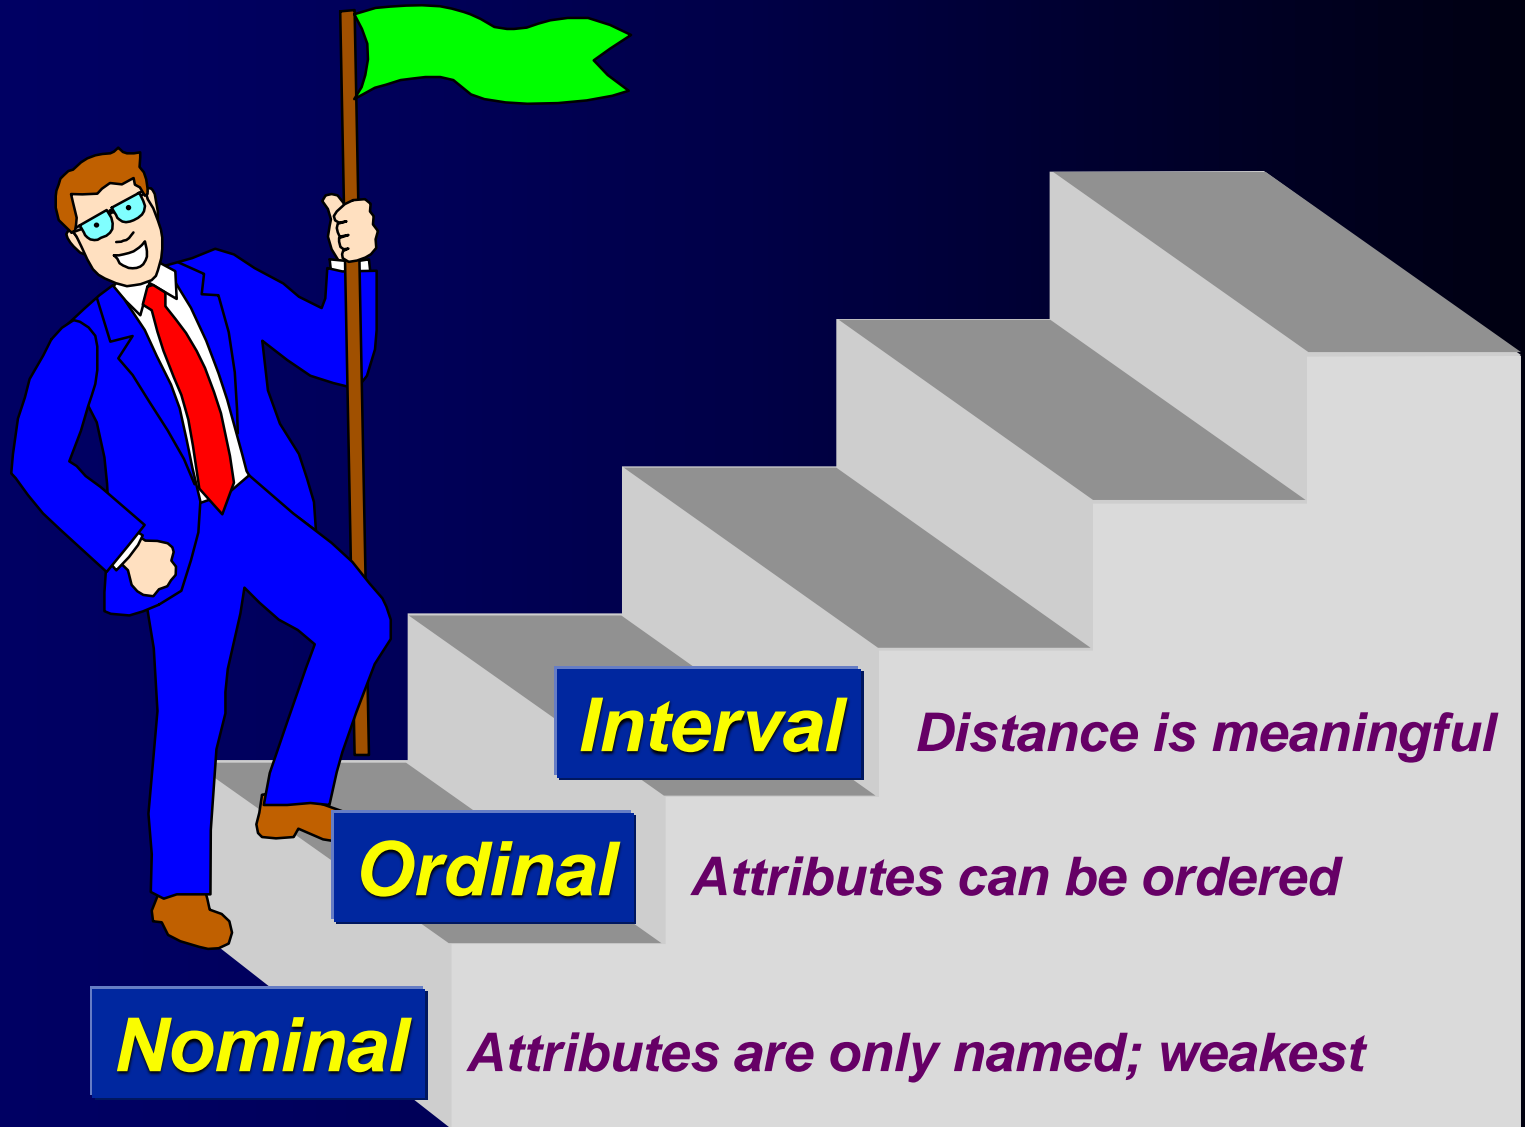 Interval Distance is meaningful
Ordinal Attributes can be ordered
Nominal Attributes are only named; weakest